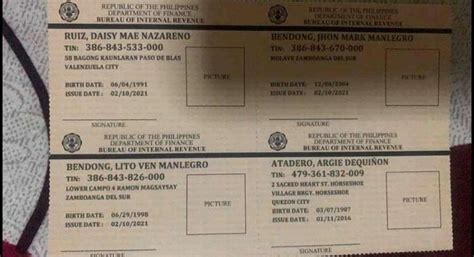 REPUBLIC OF THE PHILIPPINES
DEPARTMENT OF FINANCE
BUREAU OF INTERNAL REVENUE
RUIZ, DAISY MAE NAZARENO
TIN: 386-843-533-000
5B BAGONG KAUNLARAN PASO DE BLAS
VALENZUELA CITY
PICTURE
BIRTH DATE: 06/04/1991
ISSUE DATE: 02/10/2021
SIGNATURE
REPUBLIC OF THE PHILIPPINES
DEPARTMENT OF FINANCE
BUREAU OF INTERNAL REVENUE
BENDONG, JHON MARK MANLEGRO
TIN: 386-843-670-000
MOLAVE ZAMBOANGA DEL SUR
PICTURE
BIRTH DATE: 12/08/2004
ISSUE DATE: 02/10/2021
SIGNATURE
REPUBLIC OF THE PHILIPPINES
DEPARTMENT OF FINANCE
BUREAU OF INTERNAL REVENUE
BENDONG, LITO VEN MANLEGRO
TIN: 386-843-826-000
LOWER CAMPO 4 RAMON MAGSAYSAY
ZAMBOANGA DEL SUR
PICTURE
BIRTH DATE: 06/29/1998
ISSUE DATE: 02/10/2021
SIGNATURE
REPUBLIC OF THE PHILIPPINES
DEPARTMENT OF FINANCE
BUREAU OF INTERNAL REVENUE
ATADERO, ARGIE DEQUIÑON
TIN: 479-361-832-009
2 SACRED HEART ST. HORSESHOE
VILLAGE BRGY. HORSESHOE
QUEZON CITY
PICTURE
BIRTH DATE: 03/07/1987
ISSUE DATE: 03/11/2016
SIGNATURE